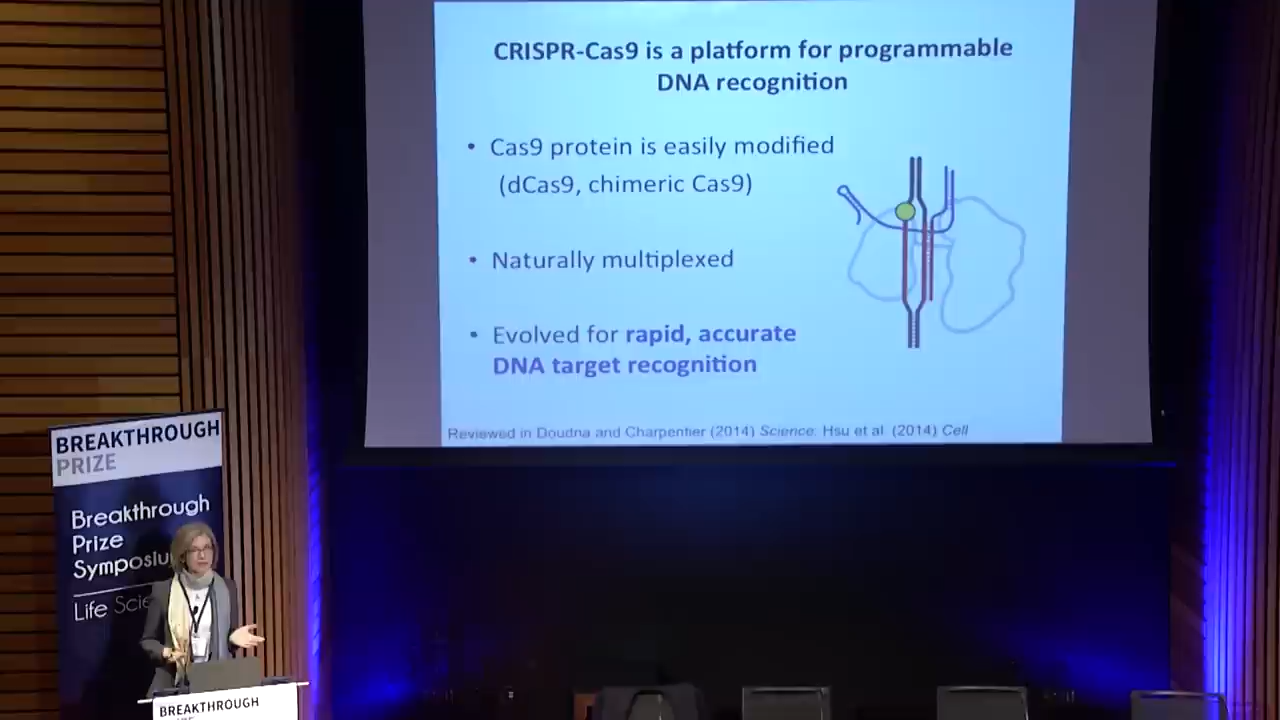 CRISPR-Cas9 is a platform for programmable
DNA recognition
• Cas9 protein is easily modified
(dCas9, chimeric Cas9)
• Naturally multiplexed
• Evolved for rapid, accurate
DNA target recognition
Reviewed in Doudna and Charpentier (2014) Science; Hsu et al. (2014) Cell
BREAKTHROUGH
PRIZE
Breakthrough
Prize
Symposiu
Life Scie
BREAKTHROUGH